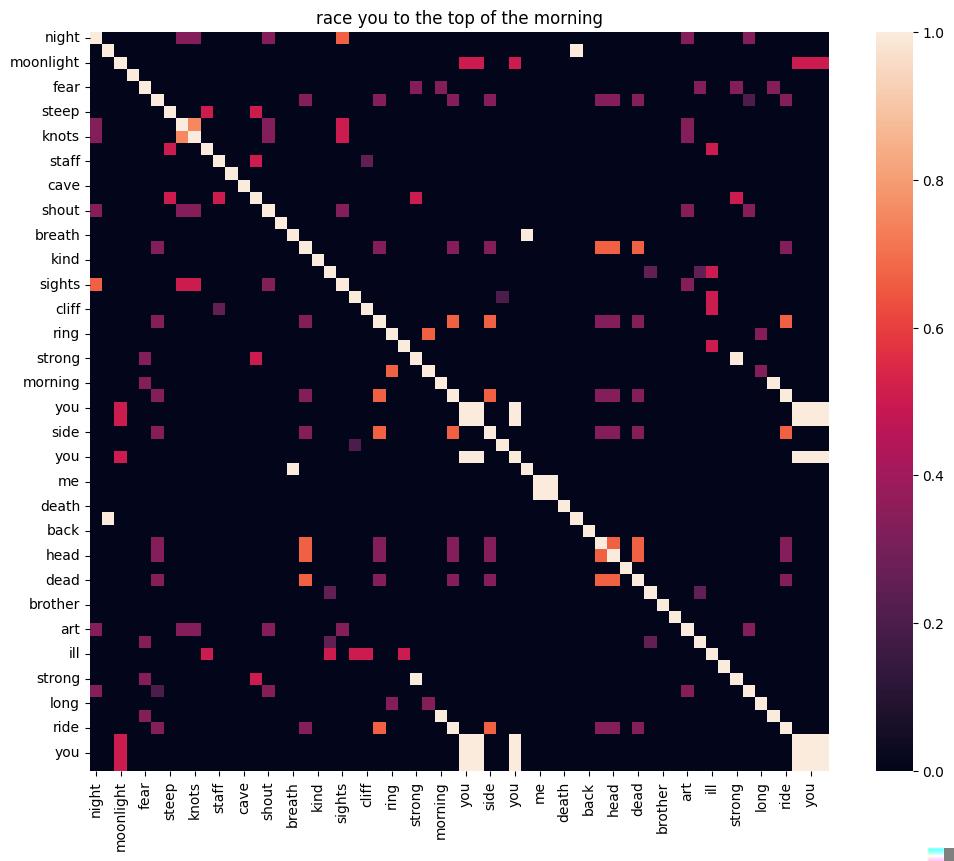 race you to the top of the morning
night
moonlight
fear
steep
knots
staff
cave
shout
breath
kind
sights
cliff
ring
strong
morning
you
side
you
me
death
back
head
dead
brother
art
ill
strong
long
ride
you
1.0
0.8
0.6
0.4
0.2
0.0
night
moonlight
fear
steep
knots
staff
cave
shout
breath
kind
sights
cliff
ring
strong
morning
you
side
you
me
death
back
head
dead
brother
art
ill
strong
long
ride
you